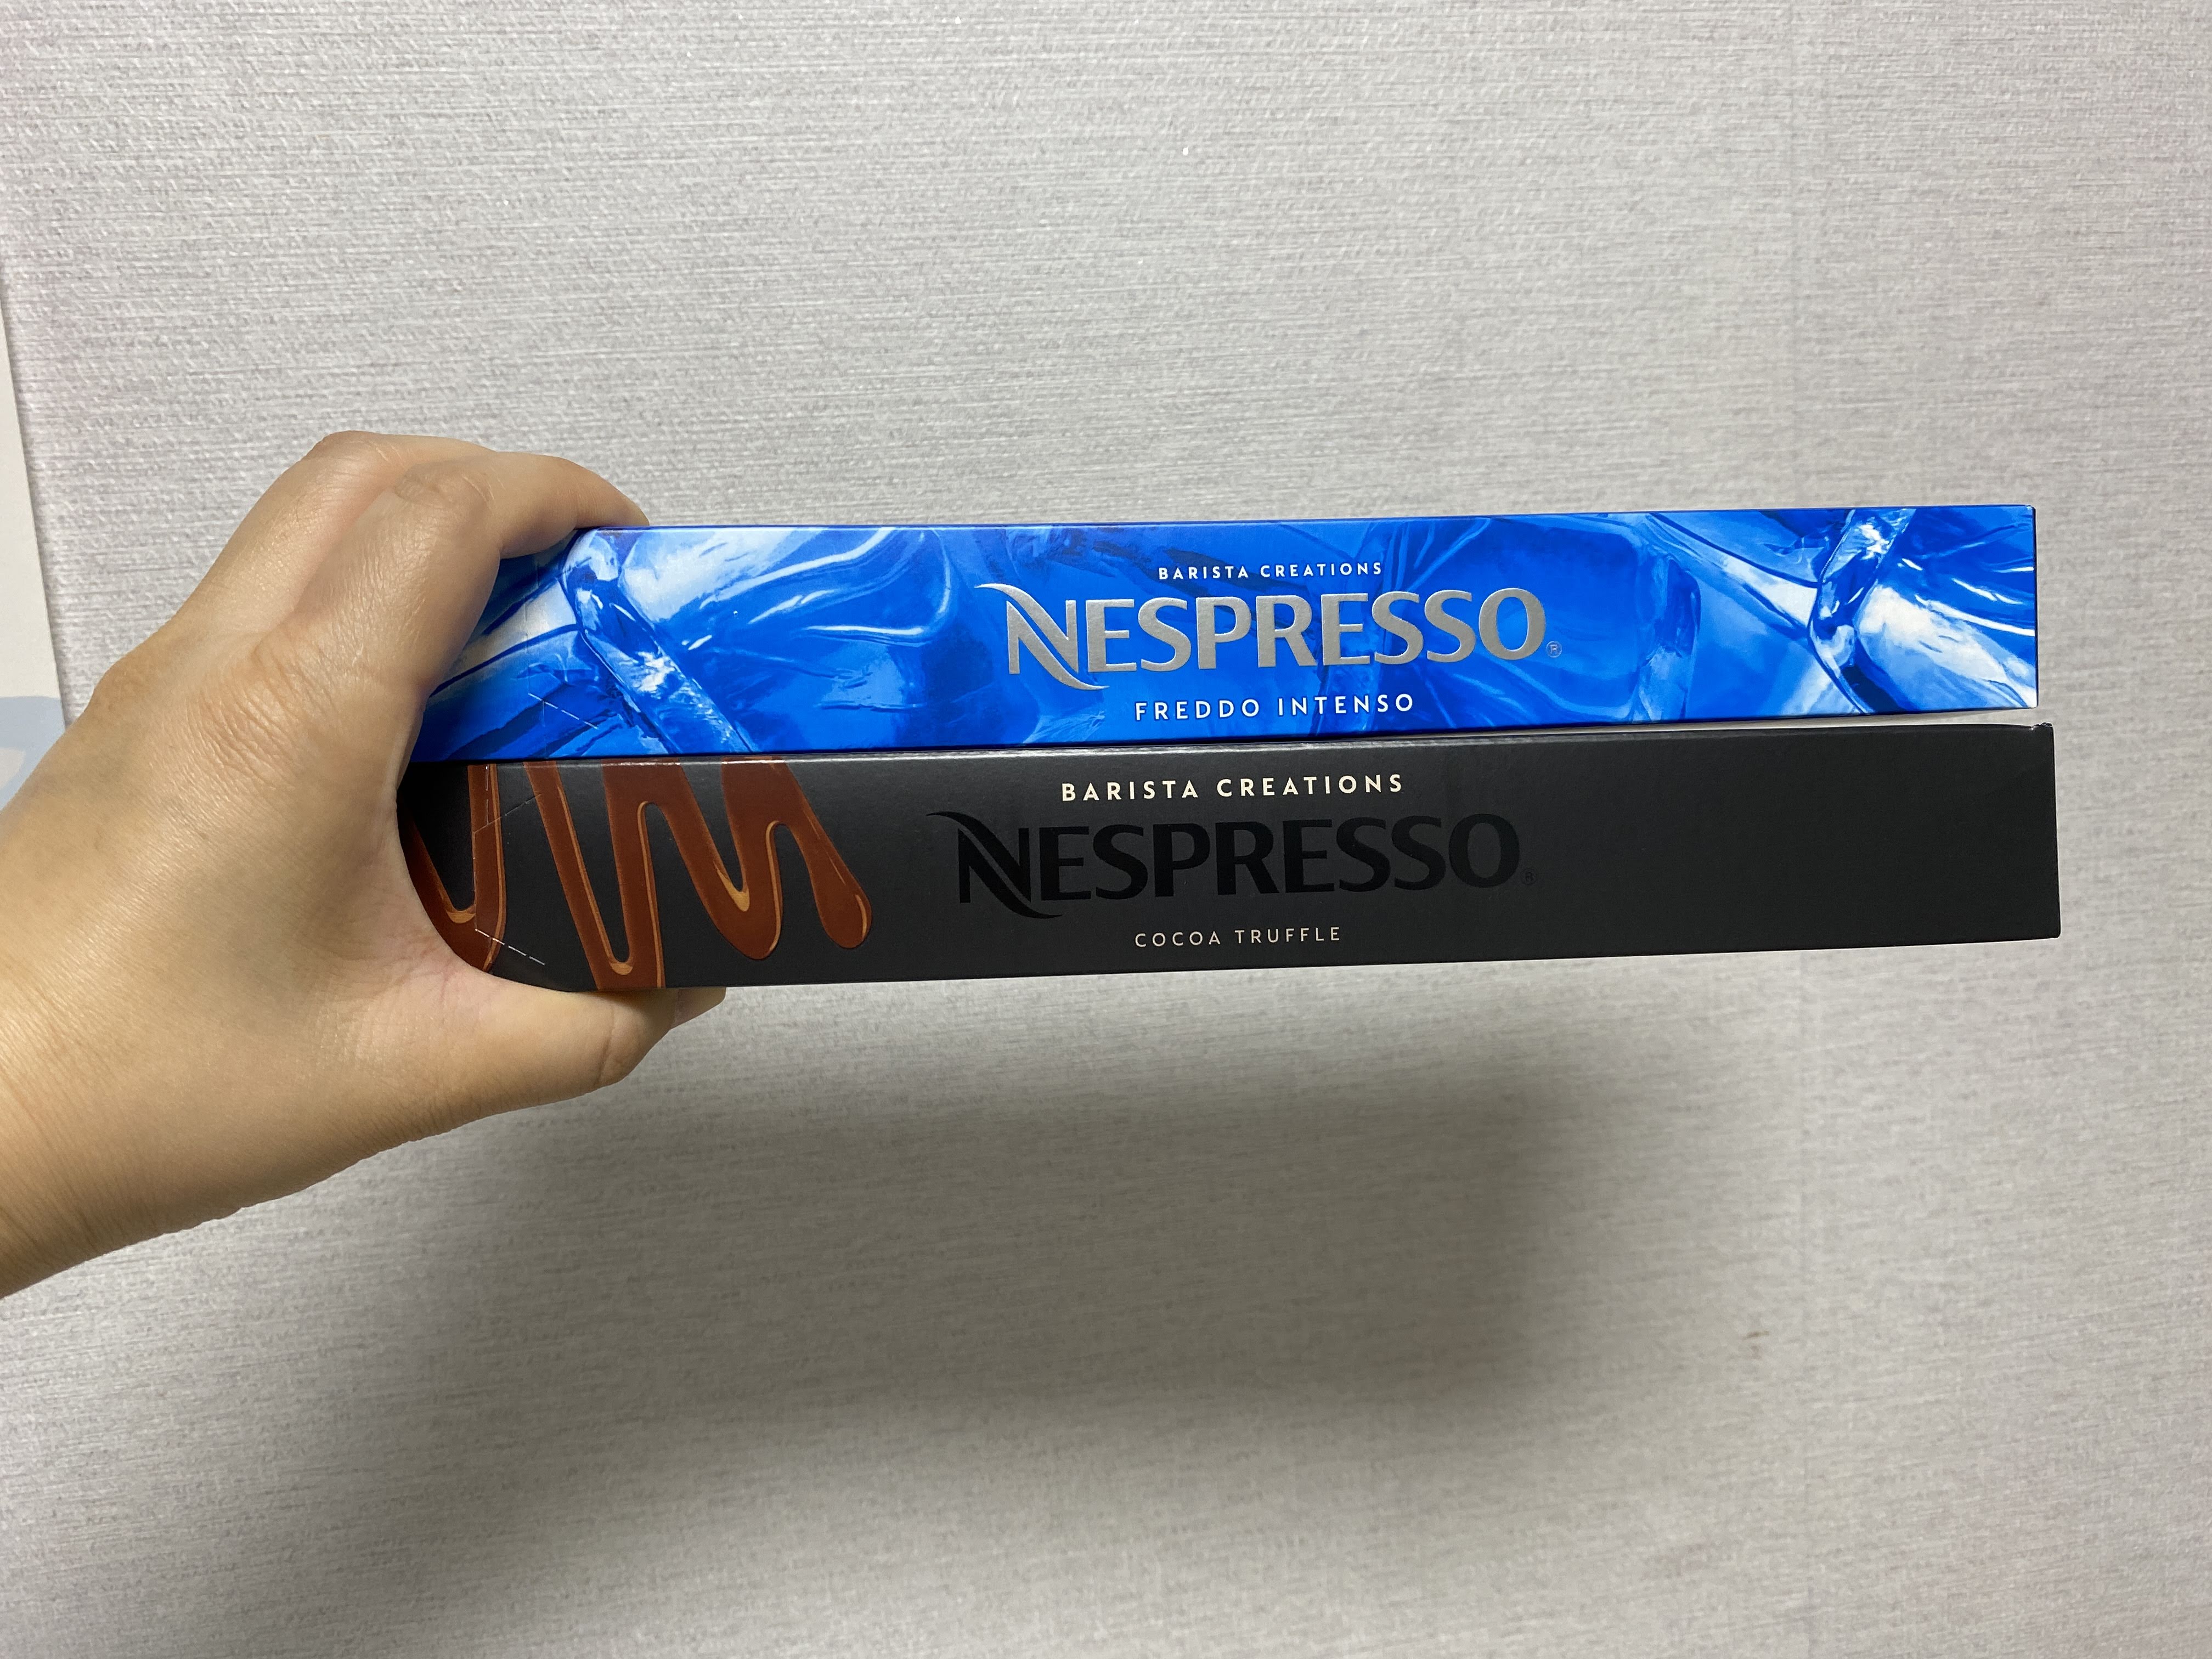 BARISTA CREATIONS
NESPRESSO®
FREDDO INTENSO
BARISTA CREATIONS
NESPRESSO®
COCOA TRUFFLE